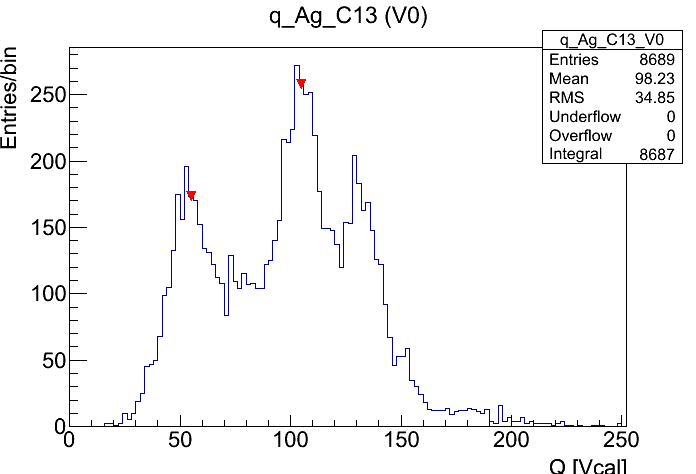 q_Ag_C13 (V0)
q_Ag_C13_V0
Entries 8689
Mean 98.23
RMS 34.85
Underflow 0
Overflow 0
Integral 8687
Entries/bin
250
200
150
100
50
0
0 50 100 150 200 250
Q [Vcal]